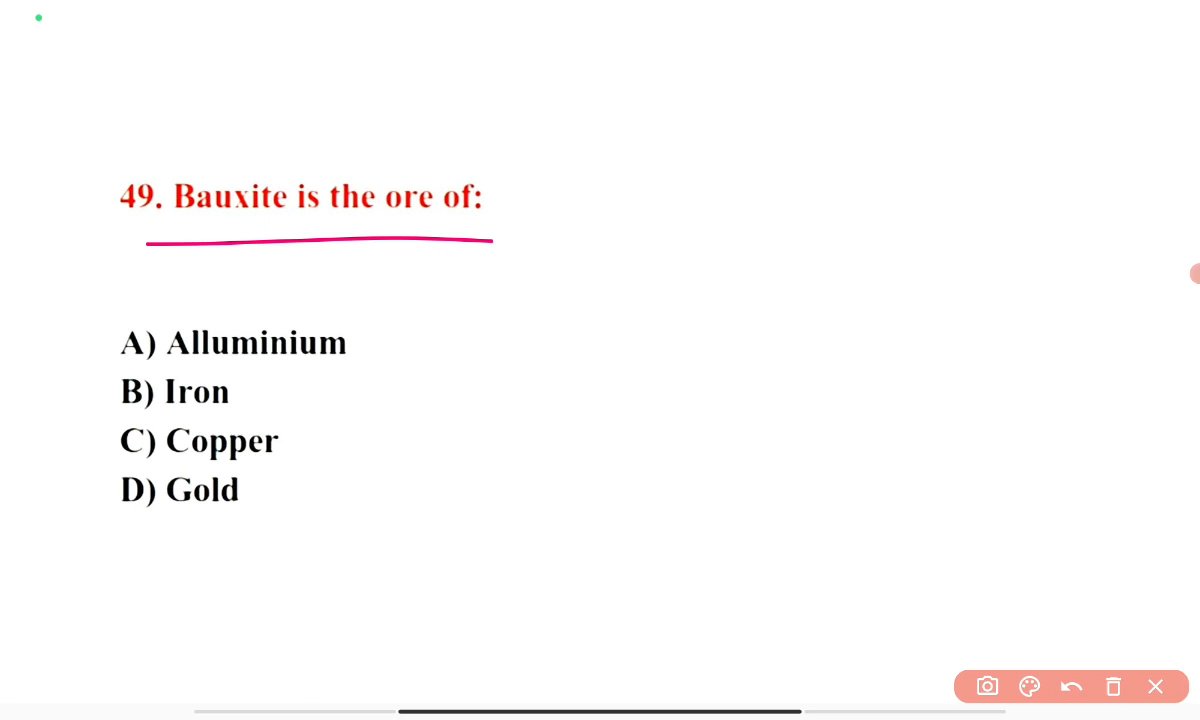 49. Bauxite is the ore of:
A) Alluminium
B) Iron
C) Copper
D) Gold